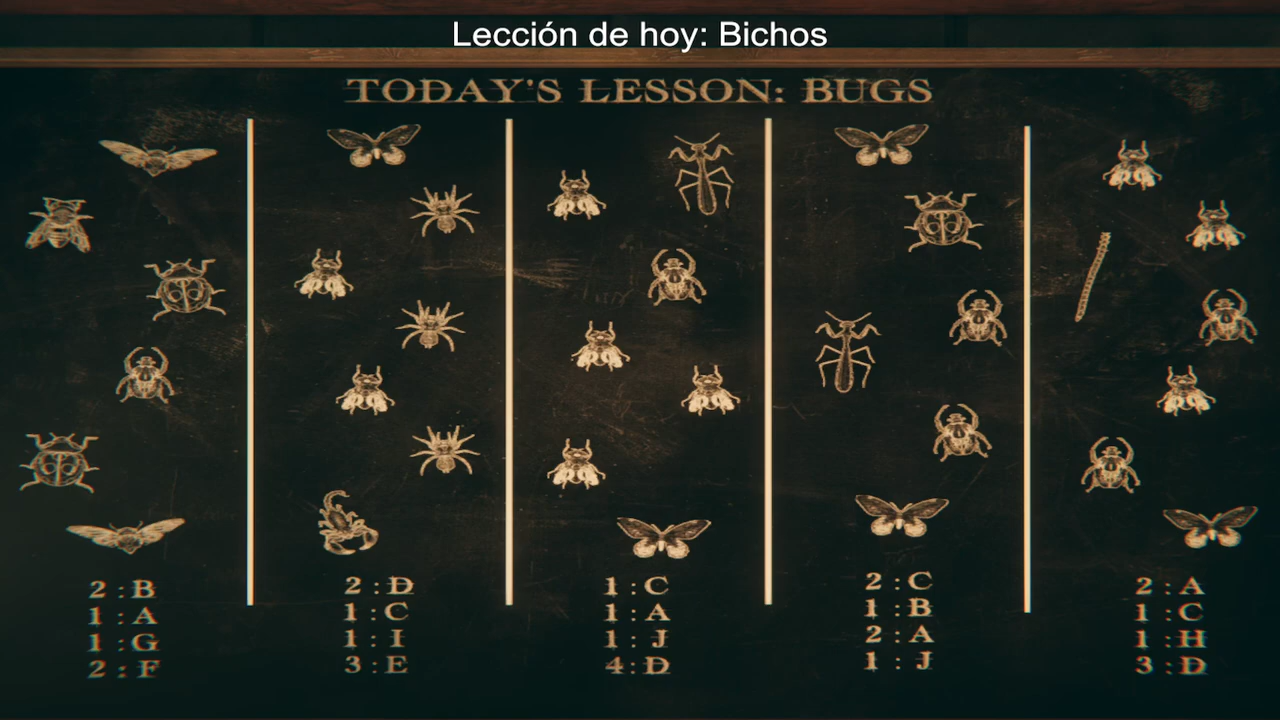 Lección de hoy: Bichos
TODAY'S LESSON: BUGS
2 : B
1 : A
1 : G
2 : F
2 : D
1 : C
1 : I
3 : E
1 : C
1 : A
1 : J
4 : D
2 : C
1 : B
2 : A
1 : J
2 : A
1 : C
1 : H
3 : D